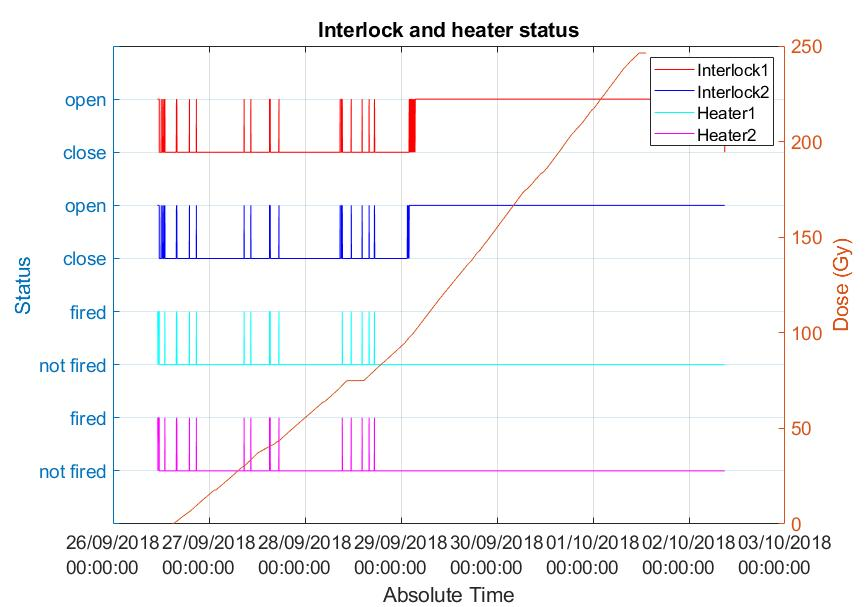 Interlock and heater status
Interlock1
Interlock2
Heater1
Heater2
open
close
open
close
fired
not fired
fired
not fired
Status
250
200
150
100
50
0
Dose (Gy)
26/09/2018 27/09/2018 28/09/2018 29/09/2018 30/09/2018 01/10/2018 02/10/2018 03/10/2018
00:00:00 00:00:00 00:00:00 00:00:00 00:00:00 00:00:00 00:00:00 00:00:00
Absolute Time